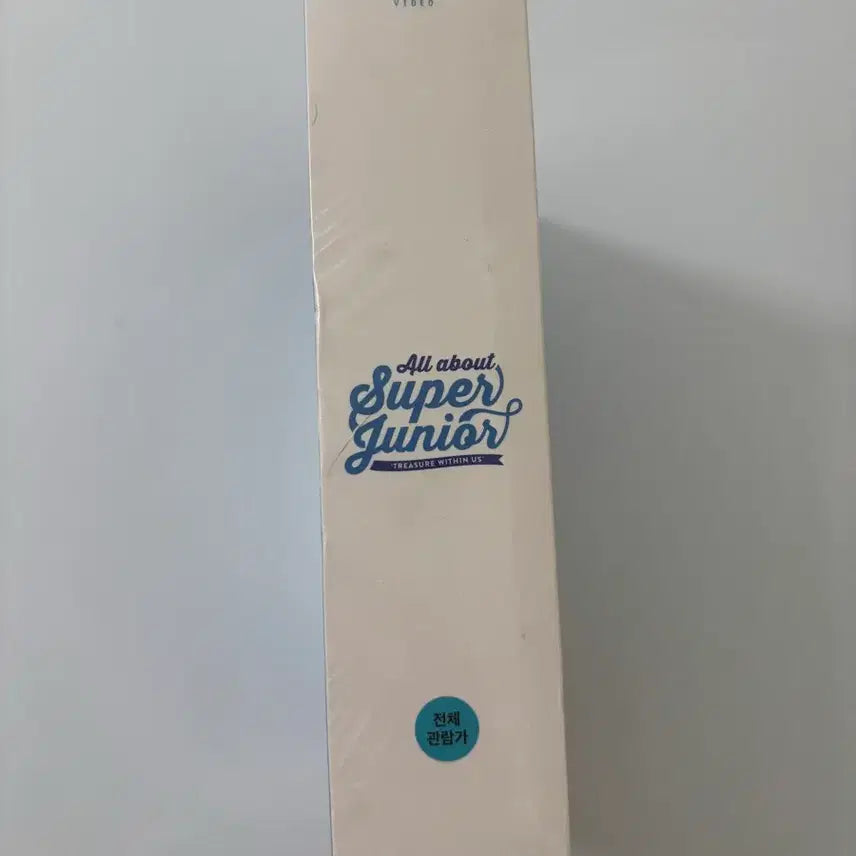 VIDEO
All about
Super
Junior
'TREASURE WITHIN US'
전체
관람가